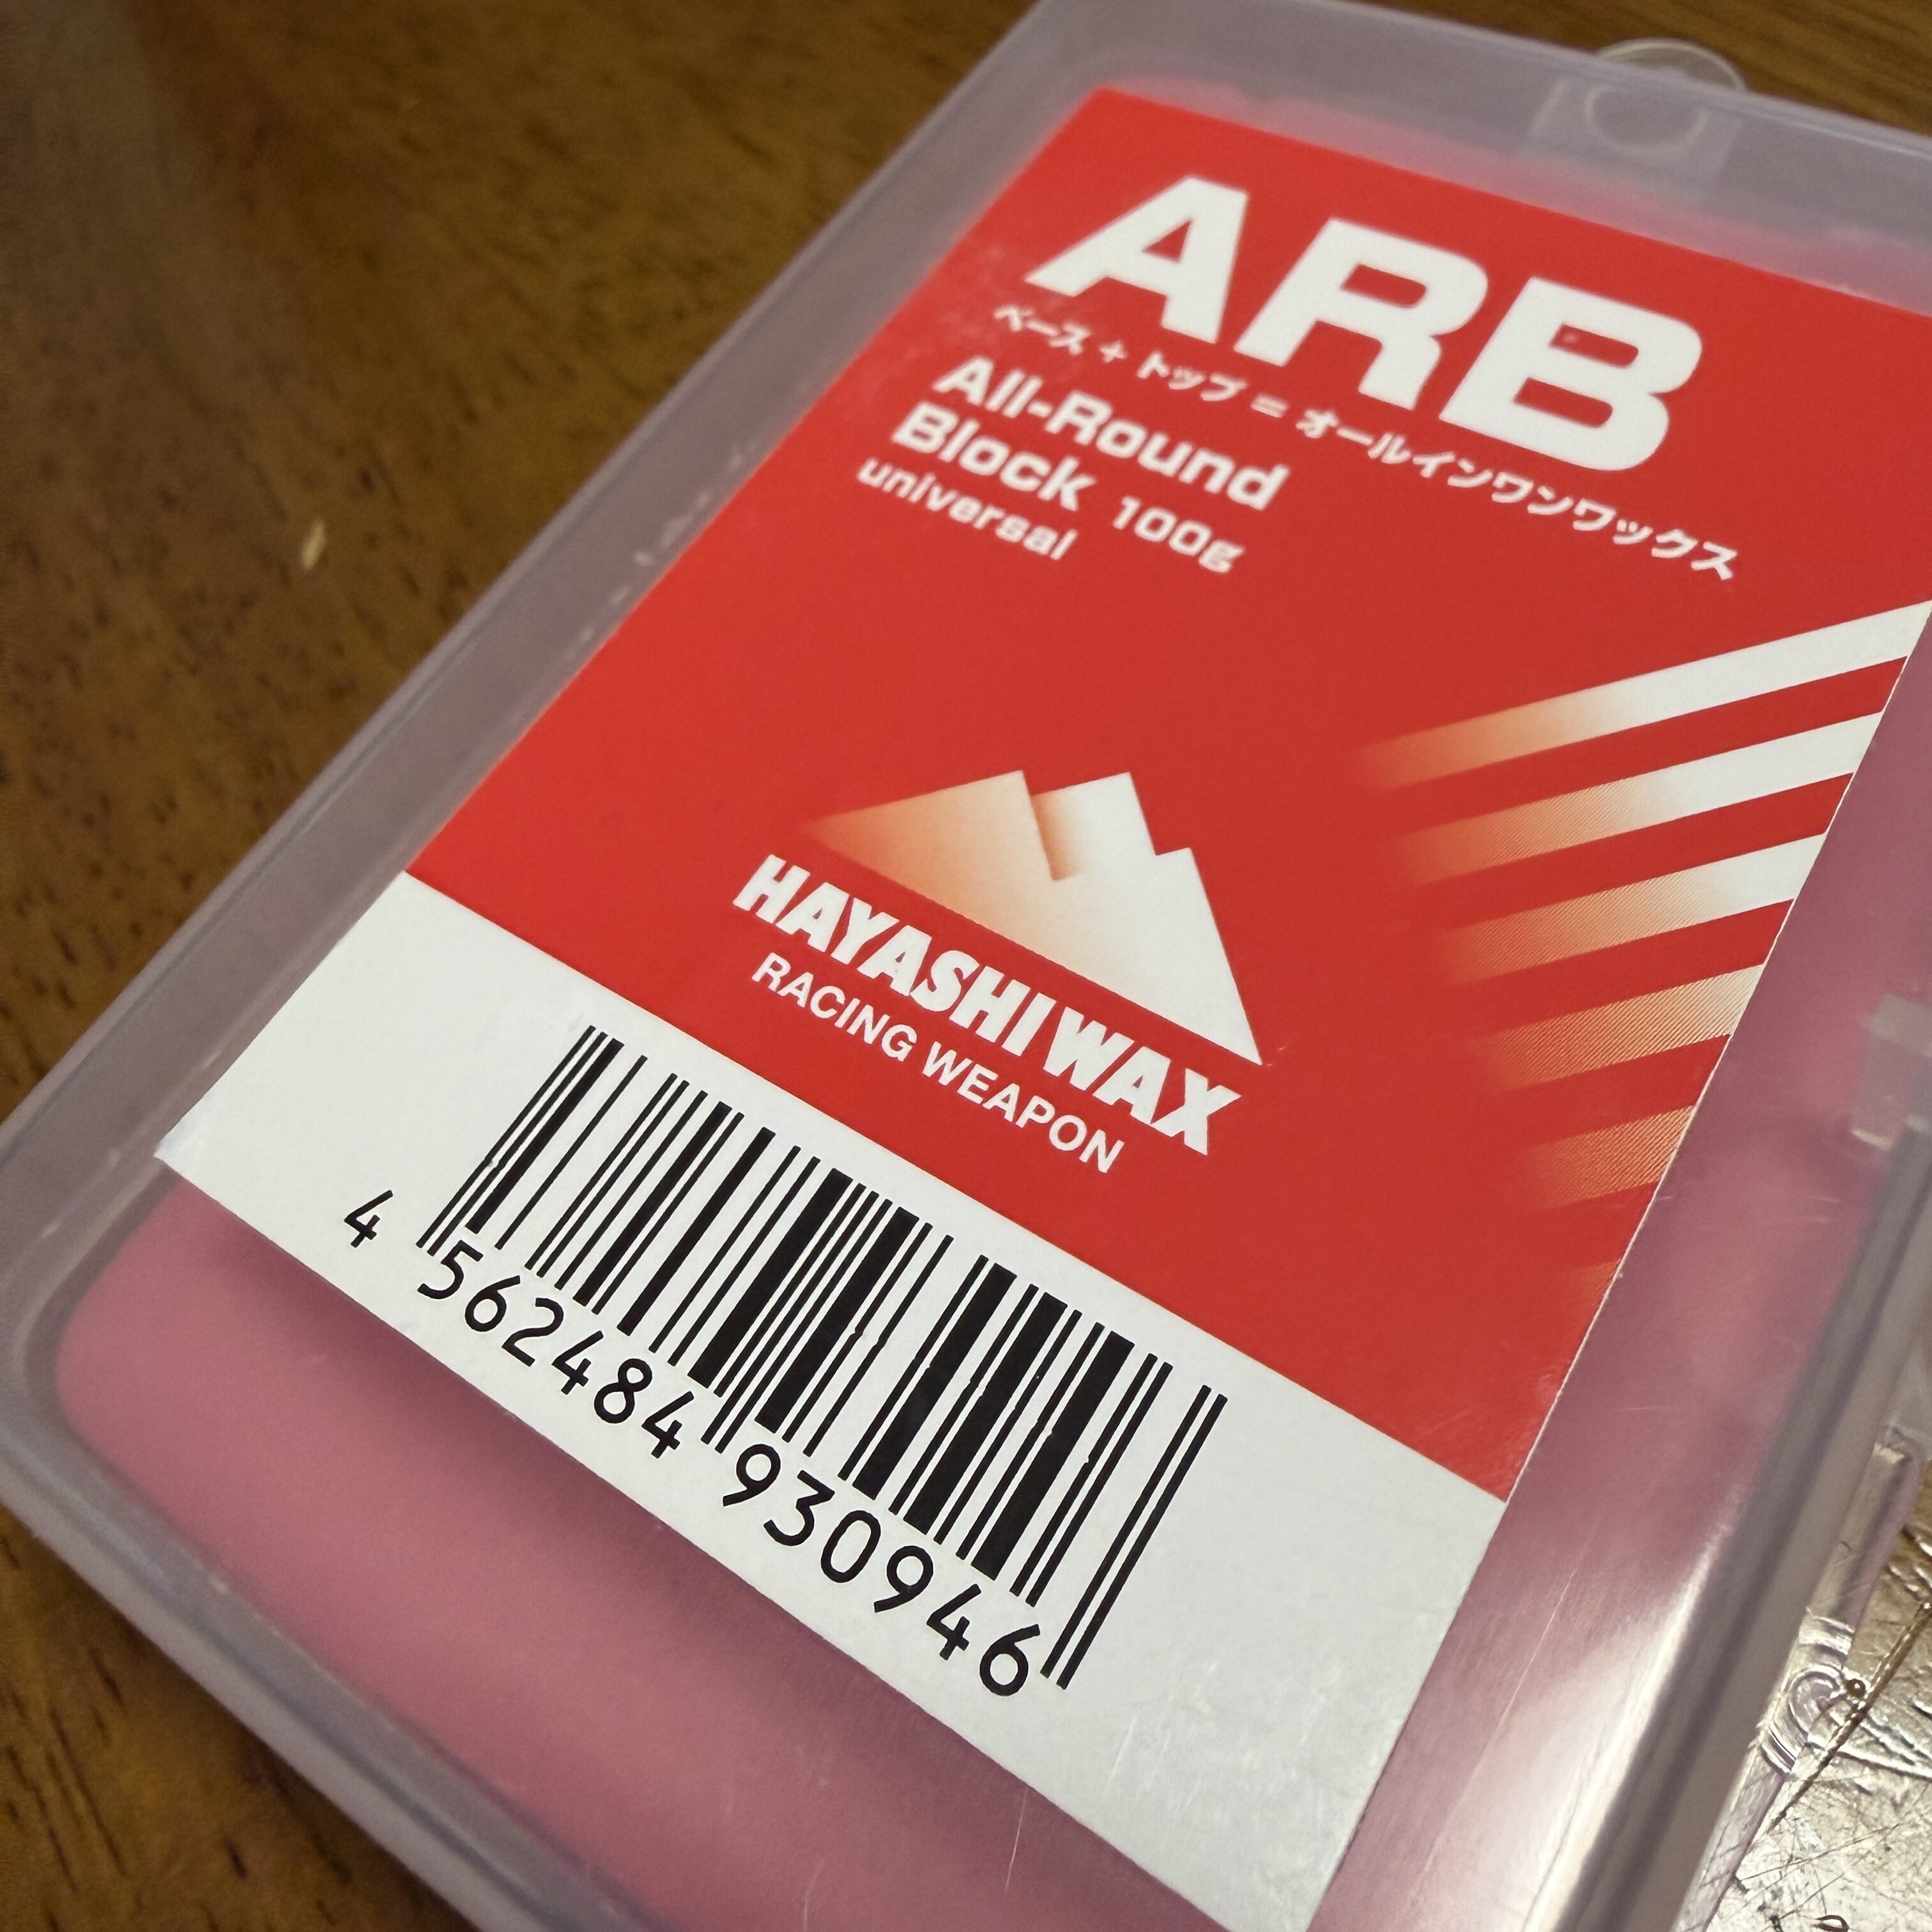 ARB
ベース + トップ = オールインワンワックス
All-Round
Block 100g
universal
HAYASHI WAX
RACING WEAPON
4 562484 930946